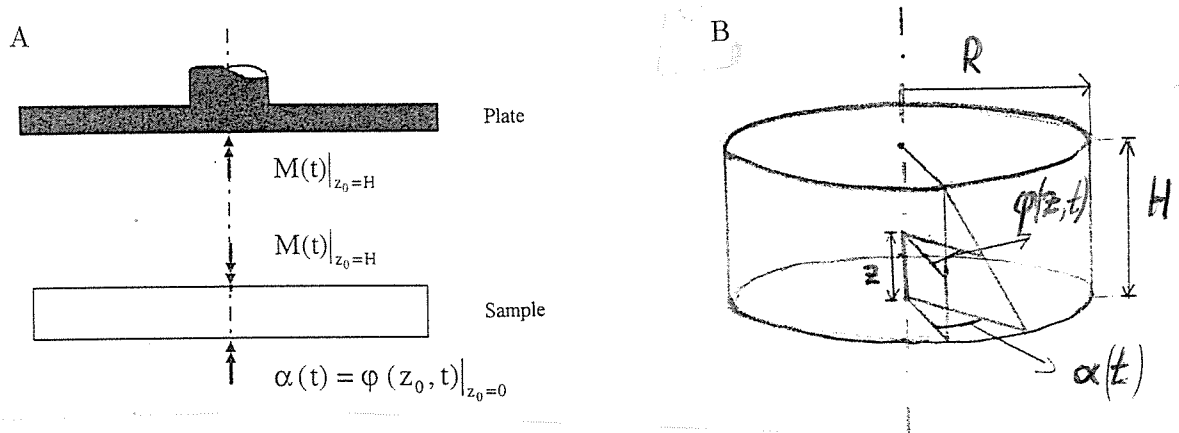 A
Plate
M(t)|z₀=H
M(t)|z₀=H
Sample
α(t) = φ (z₀, t)|z₀=0
B
R
φ(z,t)
H
z
α(t)